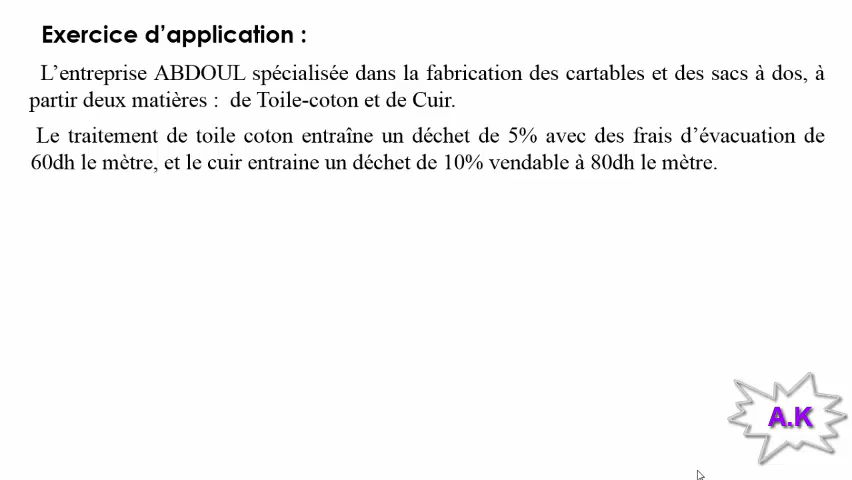 Exercice d'application :
L'entreprise ABDOUL spécialisée dans la fabrication des cartables et des sacs à dos, à
partir deux matières : de Toile-coton et de Cuir.
Le traitement de toile coton entraîne un déchet de 5% avec des frais d'évacuation de
60dh le mètre, et le cuir entraine un déchet de 10% vendable à 80dh le mètre.
A.K